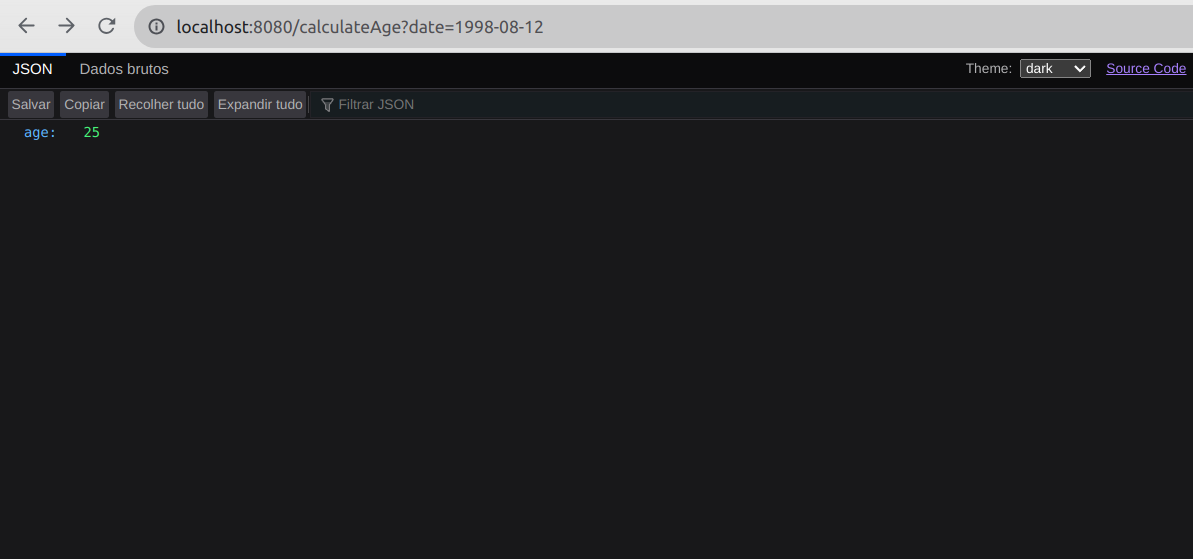 localhost:8080/calculateAge?date=1998-08-12
JSON Dados brutos Theme: dark Source Code
Salvar Copiar Recolher tudo Expandir tudo Filtrar JSON
age: 25